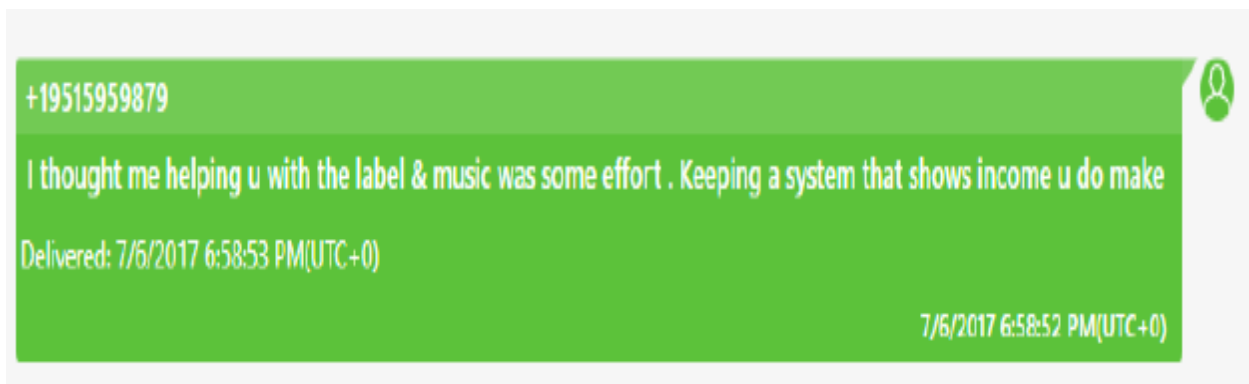 +19515959879
I thought me helping u with the label & music was some effort . Keeping a system that shows income u do make
Delivered: 7/6/2017 6:58:53 PM(UTC+0)
7/6/2017 6:58:52 PM(UTC+0)